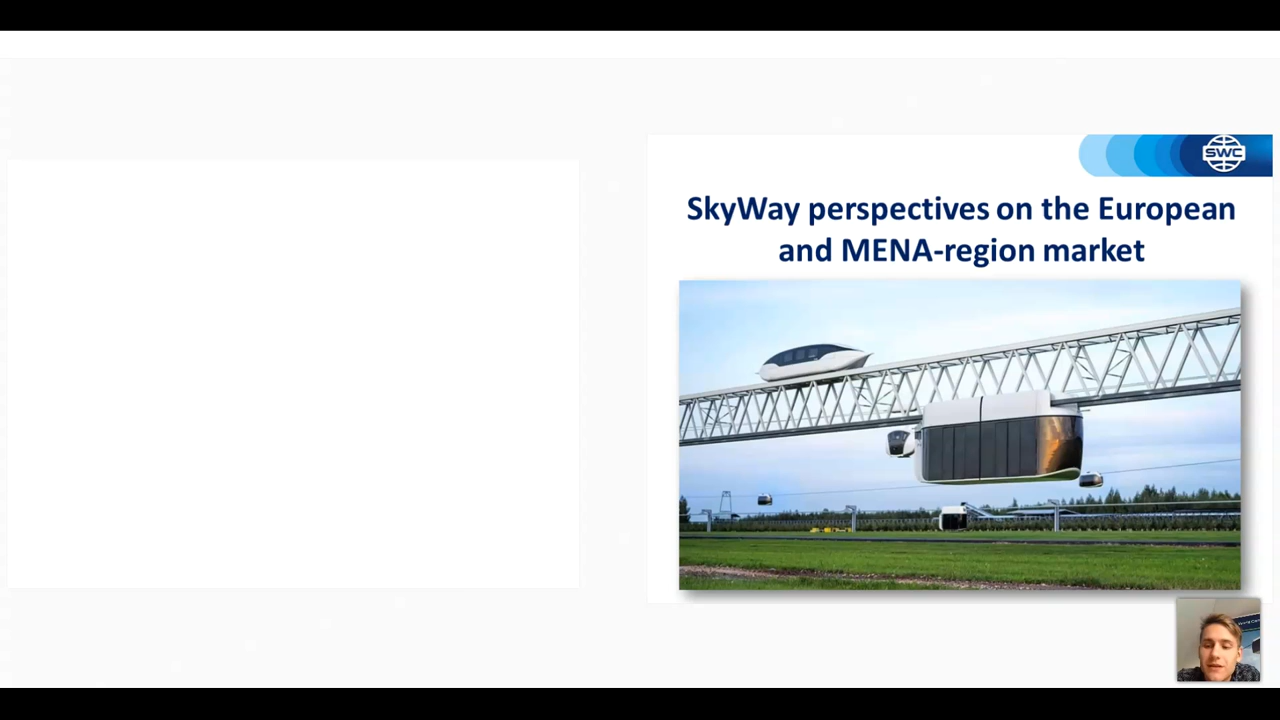 SWC
SkyWay perspectives on the European
and MENA-region market